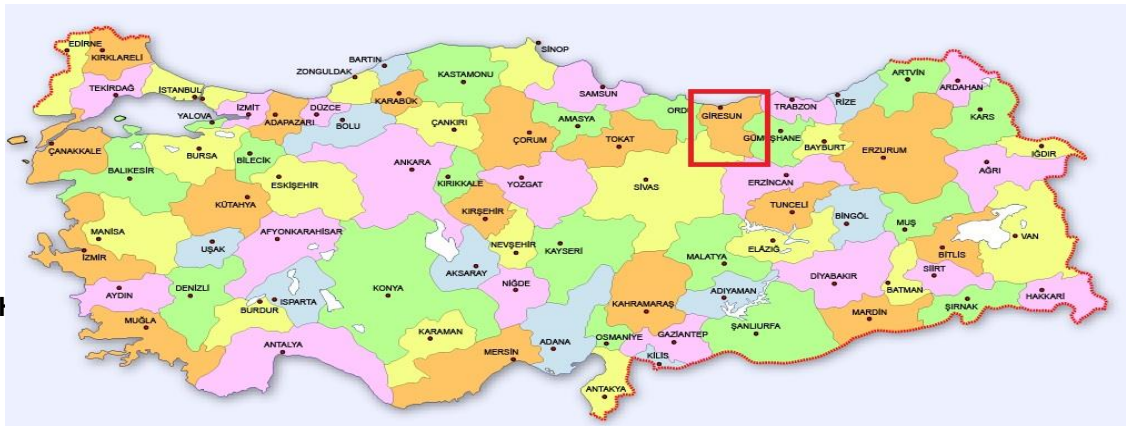 EDİRNE
KIRKLARELİ
TEKİRDAĞ
İSTANBUL
YALOVA
İZMİT
ADAPAZARI
DÜZCE
BOLU
ZONGULDAK
BARTIN
KARABÜK
KASTAMONU
SİNOP
SAMSUN
ÇANKIRI
ÇORUM
AMASYA
TOKAT
ORDU
GİRESUN
TRABZON
RİZE
ARTVİN
ARDAHAN
KARS
GÜMÜŞHANE
BAYBURT
ERZURUM
IĞDIR
AĞRI
ÇANAKKALE
BALIKESİR
BURSA
BİLECİK
ESKİŞEHİR
KÜTAHYA
ANKARA
KIRIKKALE
YOZGAT
SİVAS
ERZİNCAN
TUNCELİ
BİNGÖL
MUŞ
VAN
BİTLİS
MANİSA
İZMİR
UŞAK
AFYONKARAHİSAR
KIRŞEHİR
NEVŞEHİR
KAYSERİ
MALATYA
ELAZIĞ
DİYABAKIR
BATMAN
SİİRT
ŞIRNAK
HAKKARİ
AYDIN
DENİZLİ
BURDUR
ISPARTA
KONYA
AKSARAY
NİĞDE
KAHRAMARAŞ
ADIYAMAN
ŞANLIURFA
MARDİN
MUĞLA
ANTALYA
KARAMAN
MERSİN
ADANA
OSMANİYE
GAZİANTEP
KİLİS
ANTAKYA